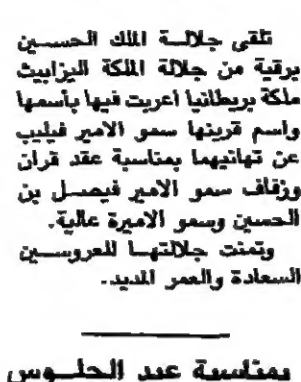 تلقى جلالة الملك الحسين
برقية من جلالة الملكة اليزابيث
ملكة بريطانيا أعربت فيها بأسمها
واسم قرينها سمو الامير فيليب
عن تهانيهما بمناسبة عقد قران
وزفاف سمو الامير فيصل بن
الحسين وسمو الاميرة عالية.
وتمنت جلالتها للعروسين
السعادة والعمر المديد.
بمناسبة عيد الجلوس